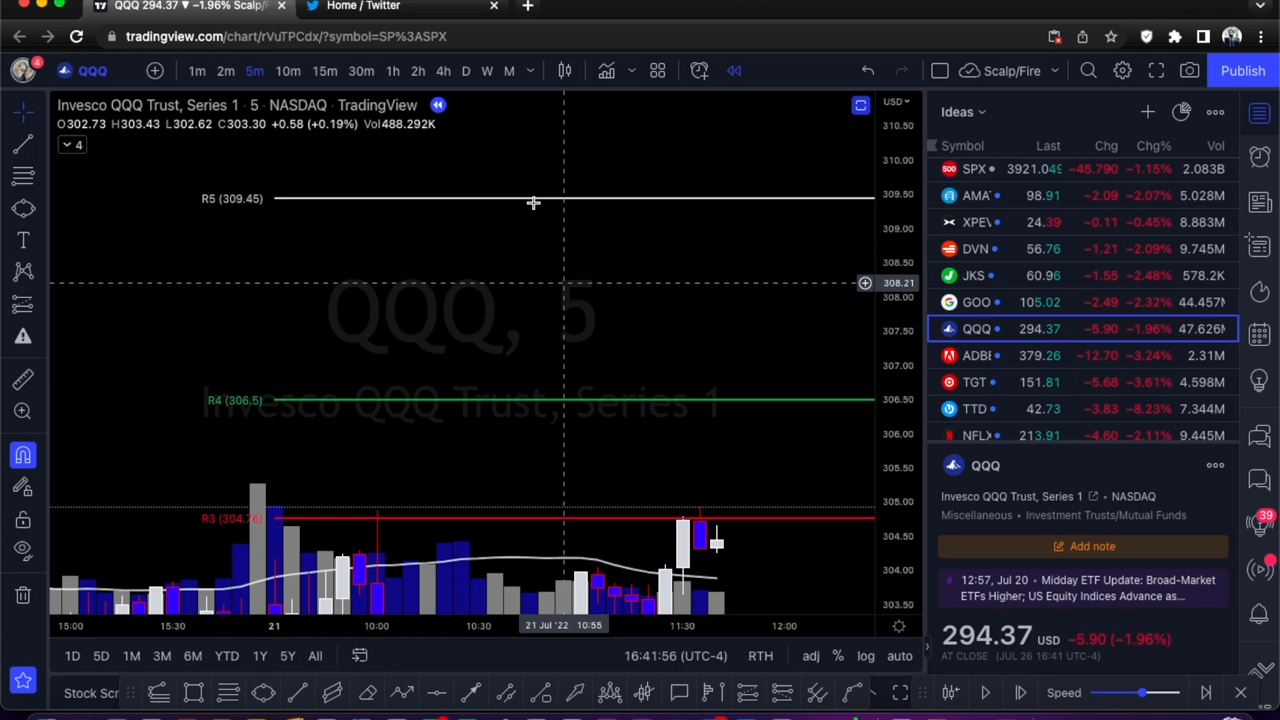 QQQ 294.37 ▼ −1.96% Scalp/F
Home / Twitter
tradingview.com/chart/rVuTPCdx/?symbol=SP%3ASPX
4
QQQ
1m 2m 5m 10m 15m 30m 1h 2h 4h D W M
Scalp/Fire
Publish
Invesco QQQ Trust, Series 1 · 5 · NASDAQ · TradingView
O302.73 H303.43 L302.62 C303.30 +0.58 (+0.19%) Vol488.292K
4
USD
310.50
310.00
309.50
309.00
308.50
308.21
308.00
307.50
307.00
306.50
306.00
305.50
305.00
304.50
304.00
303.50
R5 (309.45)
QQQ, 5
Invesco QQQ Trust, Series 1
R4 (306.5)
R3 (304.76)
15:00 15:30 21 10:00 10:30 21 Jul '22 10:55 11:30 12:00
1D 5D 1M 3M 6M YTD 1Y 5Y All
16:41:56 (UTC-4) RTH adj % log auto
Stock Scr
Speed
Ideas
Symbol Last Chg Chg% Vol
SPX 3921.049 −45.790 −1.15% 2.083B
AMA 98.91 −2.09 −2.07% 5.028M
XPEV 24.39 −0.11 −0.45% 8.883M
DVN 56.76 −1.21 −2.09% 9.745M
JKS 60.96 −1.55 −2.48% 578.2K
GOO 105.02 −2.49 −2.32% 44.457M
QQQ 294.37 −5.90 −1.96% 47.626M
ADBE 379.26 −12.70 −3.24% 2.31M
TGT 151.81 −5.68 −3.61% 4.598M
TTD 42.73 −3.83 −8.23% 7.344M
NFLX 213.91 −4.60 −2.11% 9.445M
QQQ
Invesco QQQ Trust, Series 1 • NASDAQ
Miscellaneous • Investment Trusts/Mutual Funds
Add note
12:57, Jul 20 • Midday ETF Update: Broad-Market
ETFs Higher; US Equity Indices Advance as...
294.37 USD −5.90 (−1.96%)
AT CLOSE (JUL 26 16:41 UTC-4)
39